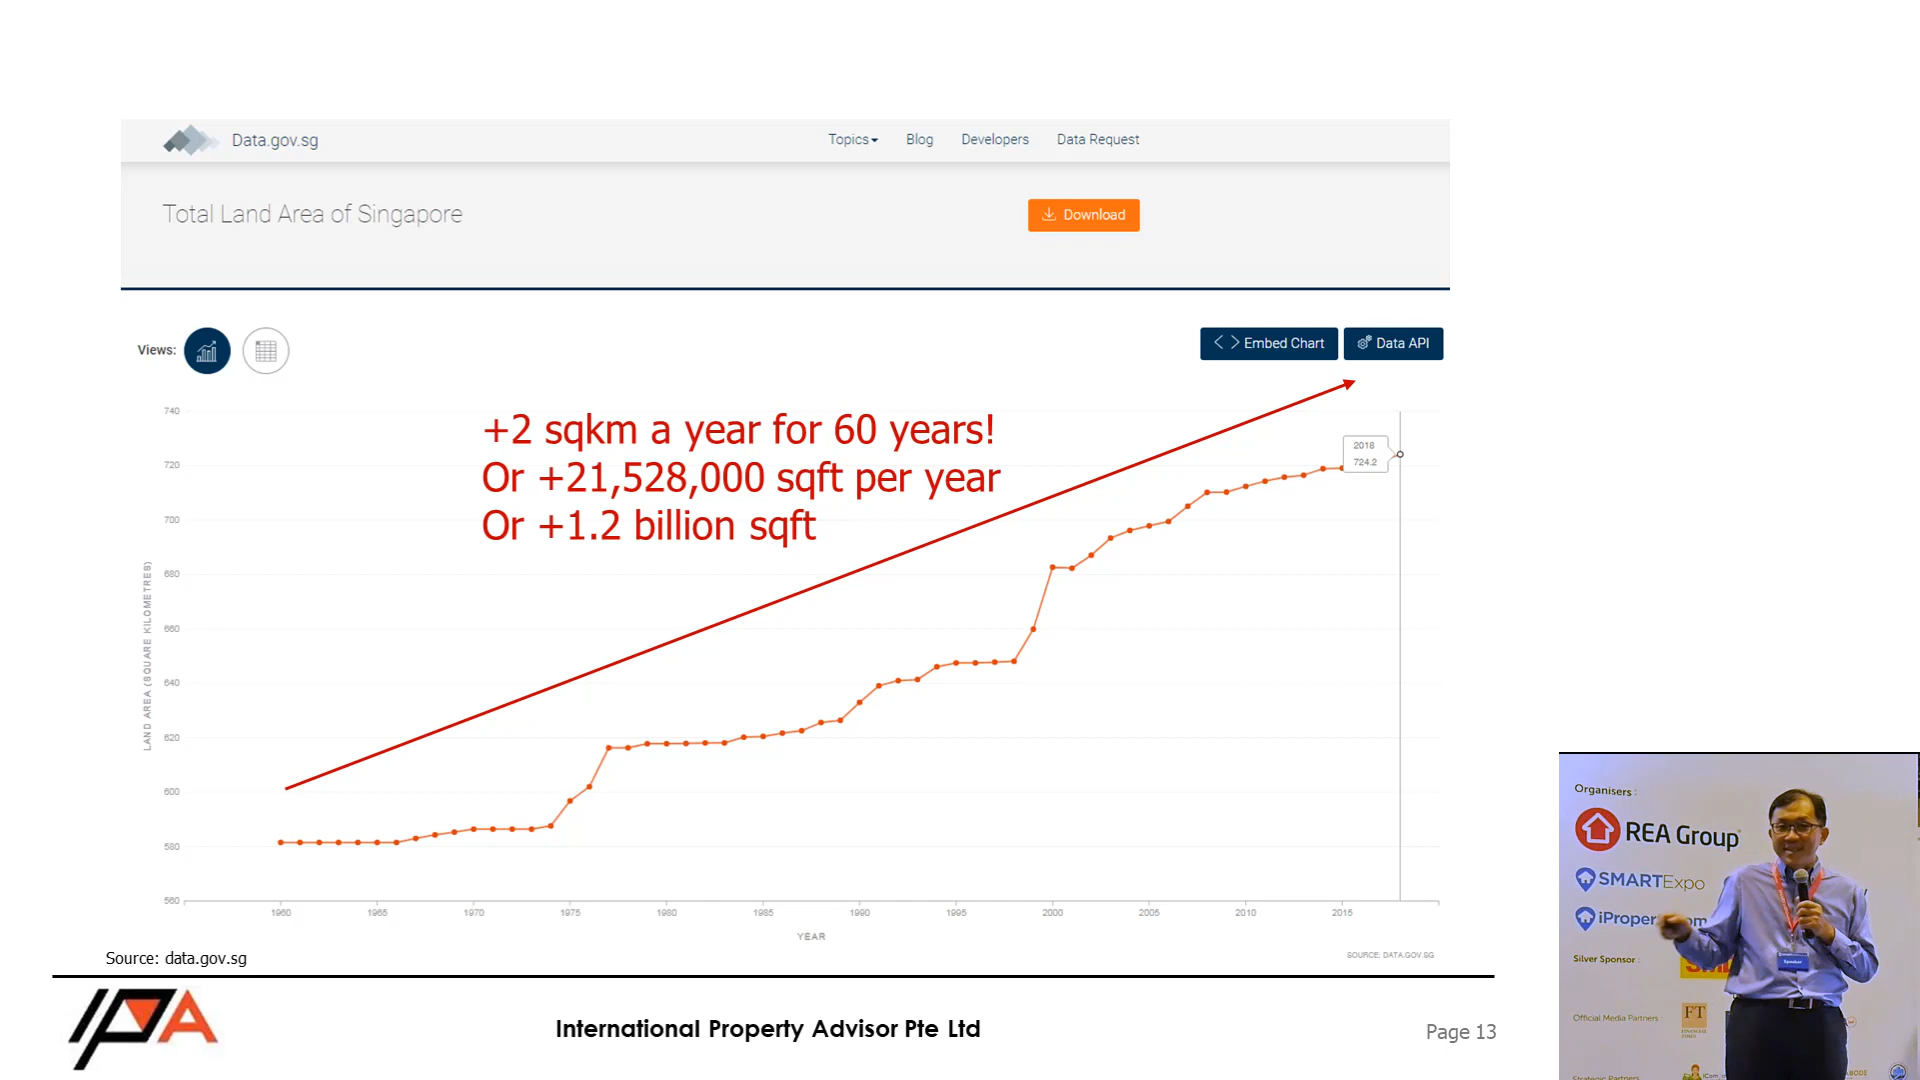 Data.gov.sg
Topics Blog Developers Data Request
Total Land Area of Singapore
Download
Views:
Embed Chart
Data API
+2 sqkm a year for 60 years!
Or +21,528,000 sqft per year
Or +1.2 billion sqft
2018
724.2
740
720
700
680
660
640
620
600
580
560
LAND AREA (SQUARE KILOMETRES)
1960 1965 1970 1975 1980 1985 1990 1995 2000 2005 2010 2015
YEAR
SOURCE: DATA.GOV.SG
Source: data.gov.sg
IPA
International Property Advisor Pte Ltd
Page 13
Organisers :
REA Group
SMARTExpo
Silver Sponsor :
Speaker
Official Media Partners :
FT
FINANCIAL
TIMES
Strategic Partners